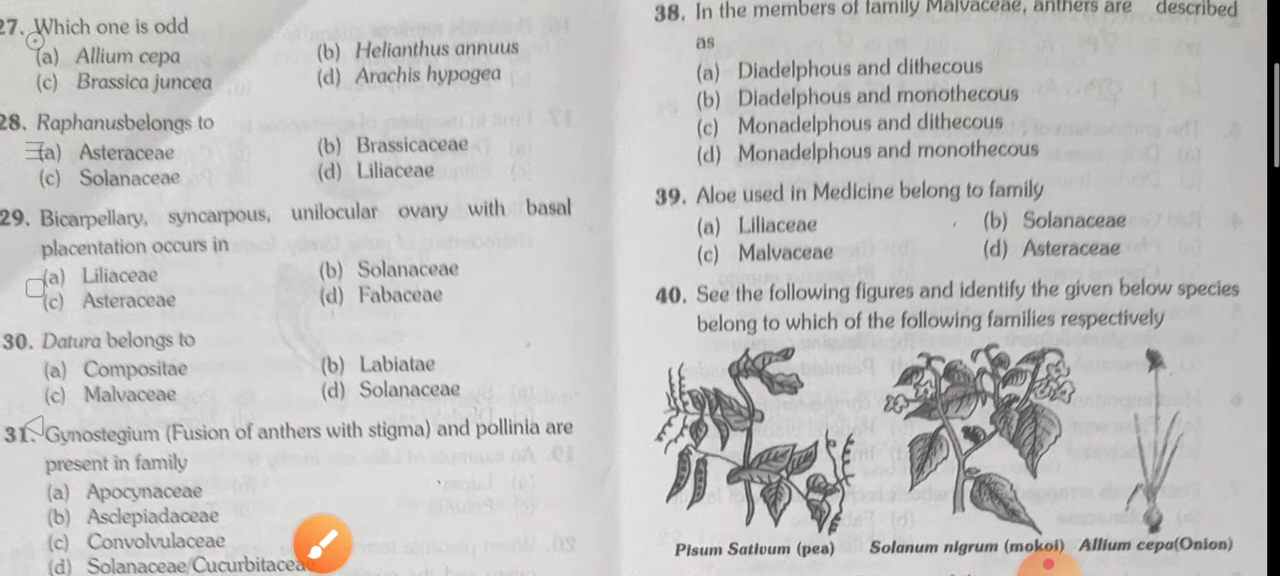 27. Which one is odd
(a) Allium cepa (b) Helianthus annuus
(c) Brassica juncea (d) Arachis hypogea
28. Raphanusbelongs to
(a) Asteraceae (b) Brassicaceae
(c) Solanaceae (d) Liliaceae
29. Bicarpellary, syncarpous, unilocular ovary with basal
placentation occurs in
(a) Liliaceae (b) Solanaceae
(c) Asteraceae (d) Fabaceae
30. Datura belongs to
(a) Compositae (b) Labiatae
(c) Malvaceae (d) Solanaceae
31. Gynostegium (Fusion of anthers with stigma) and pollinia are
present in family
(a) Apocynaceae
(b) Asclepiadaceae
(c) Convolvulaceae
(d) Solanaceae/Cucurbitaceae
38. In the members of family Malvaceae, anthers are described
as
(a) Diadelphous and dithecous
(b) Diadelphous and monothecous
(c) Monadelphous and dithecous
(d) Monadelphous and monothecous
39. Aloe used in Medicine belong to family
(a) Liliaceae (b) Solanaceae
(c) Malvaceae (d) Asteraceae
40. See the following figures and identify the given below species
belong to which of the following families respectively
Pisum Sativum (pea) Solanum nigrum (mokoi) Allium cepa(Onion)